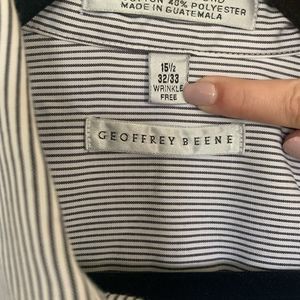 40% POLYESTER
MADE IN GUATEMALA
15½
32/33
WRINKLE
FREE
GEOFFREY BEENE